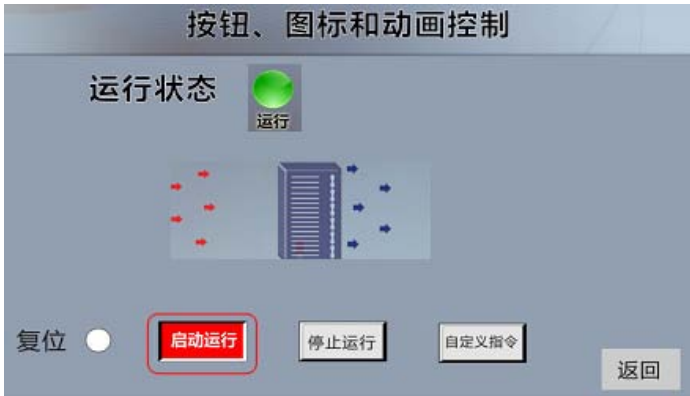 按钮、图标和动画控制
运行状态
运行
复位
启动运行
停止运行
自定义指令
返回